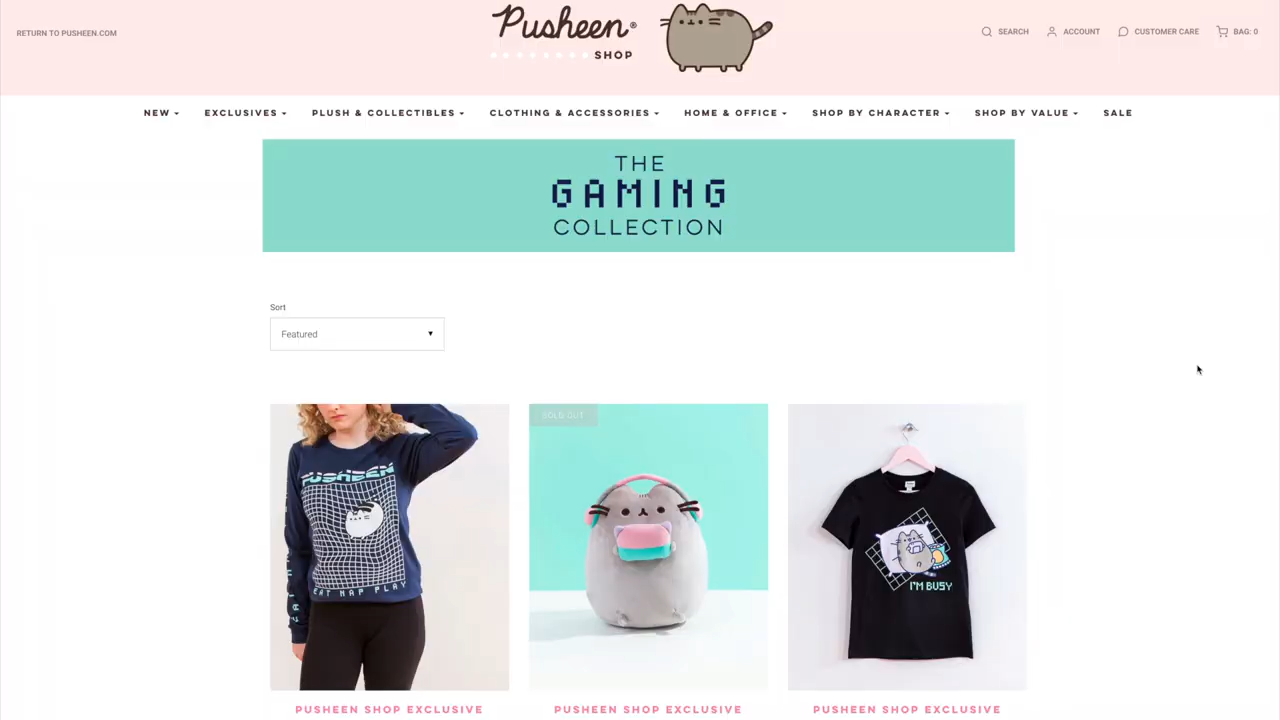 RETURN TO PUSHEEN.COM
Pusheen®
SHOP
SEARCH
ACCOUNT
CUSTOMER CARE
BAG: 0
NEW
EXCLUSIVES
PLUSH & COLLECTIBLES
CLOTHING & ACCESSORIES
HOME & OFFICE
SHOP BY CHARACTER
SHOP BY VALUE
SALE
THE
GAMING
COLLECTION
Sort
Featured
SOLD OUT
PUSHEEN
EAT NAP PLAY
I'M BUSY
PUSHEEN SHOP EXCLUSIVE
PUSHEEN SHOP EXCLUSIVE
PUSHEEN SHOP EXCLUSIVE